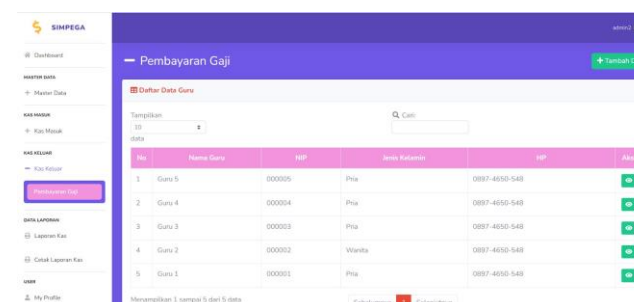 SIMPEGA
admin2
Dashboard
MASTER DATA
+ Master Data
KAS MASUK
+ Kas Masuk
KAS KELUAR
Kas Keluar
Pembayaran Gaji
DATA LAPORAN
Laporan Kas
Cetak Laporan Kas
USER
My Profile
Pembayaran Gaji
+ Tambah D
Daftar Data Guru
Tampilkan
10
data
Cari:
No Nama Guru NIP Jenis Kelamin HP Aks
1 Guru 5 000005 Pria 0897-4650-548
2 Guru 4 000004 Pria 0897-4650-548
3 Guru 3 000003 Pria 0897-4650-548
4 Guru 2 000002 Wanita 0897-4650-548
5 Guru 1 000001 Pria 0897-4650-548
Menampilkan 1 sampai 5 dari 5 data